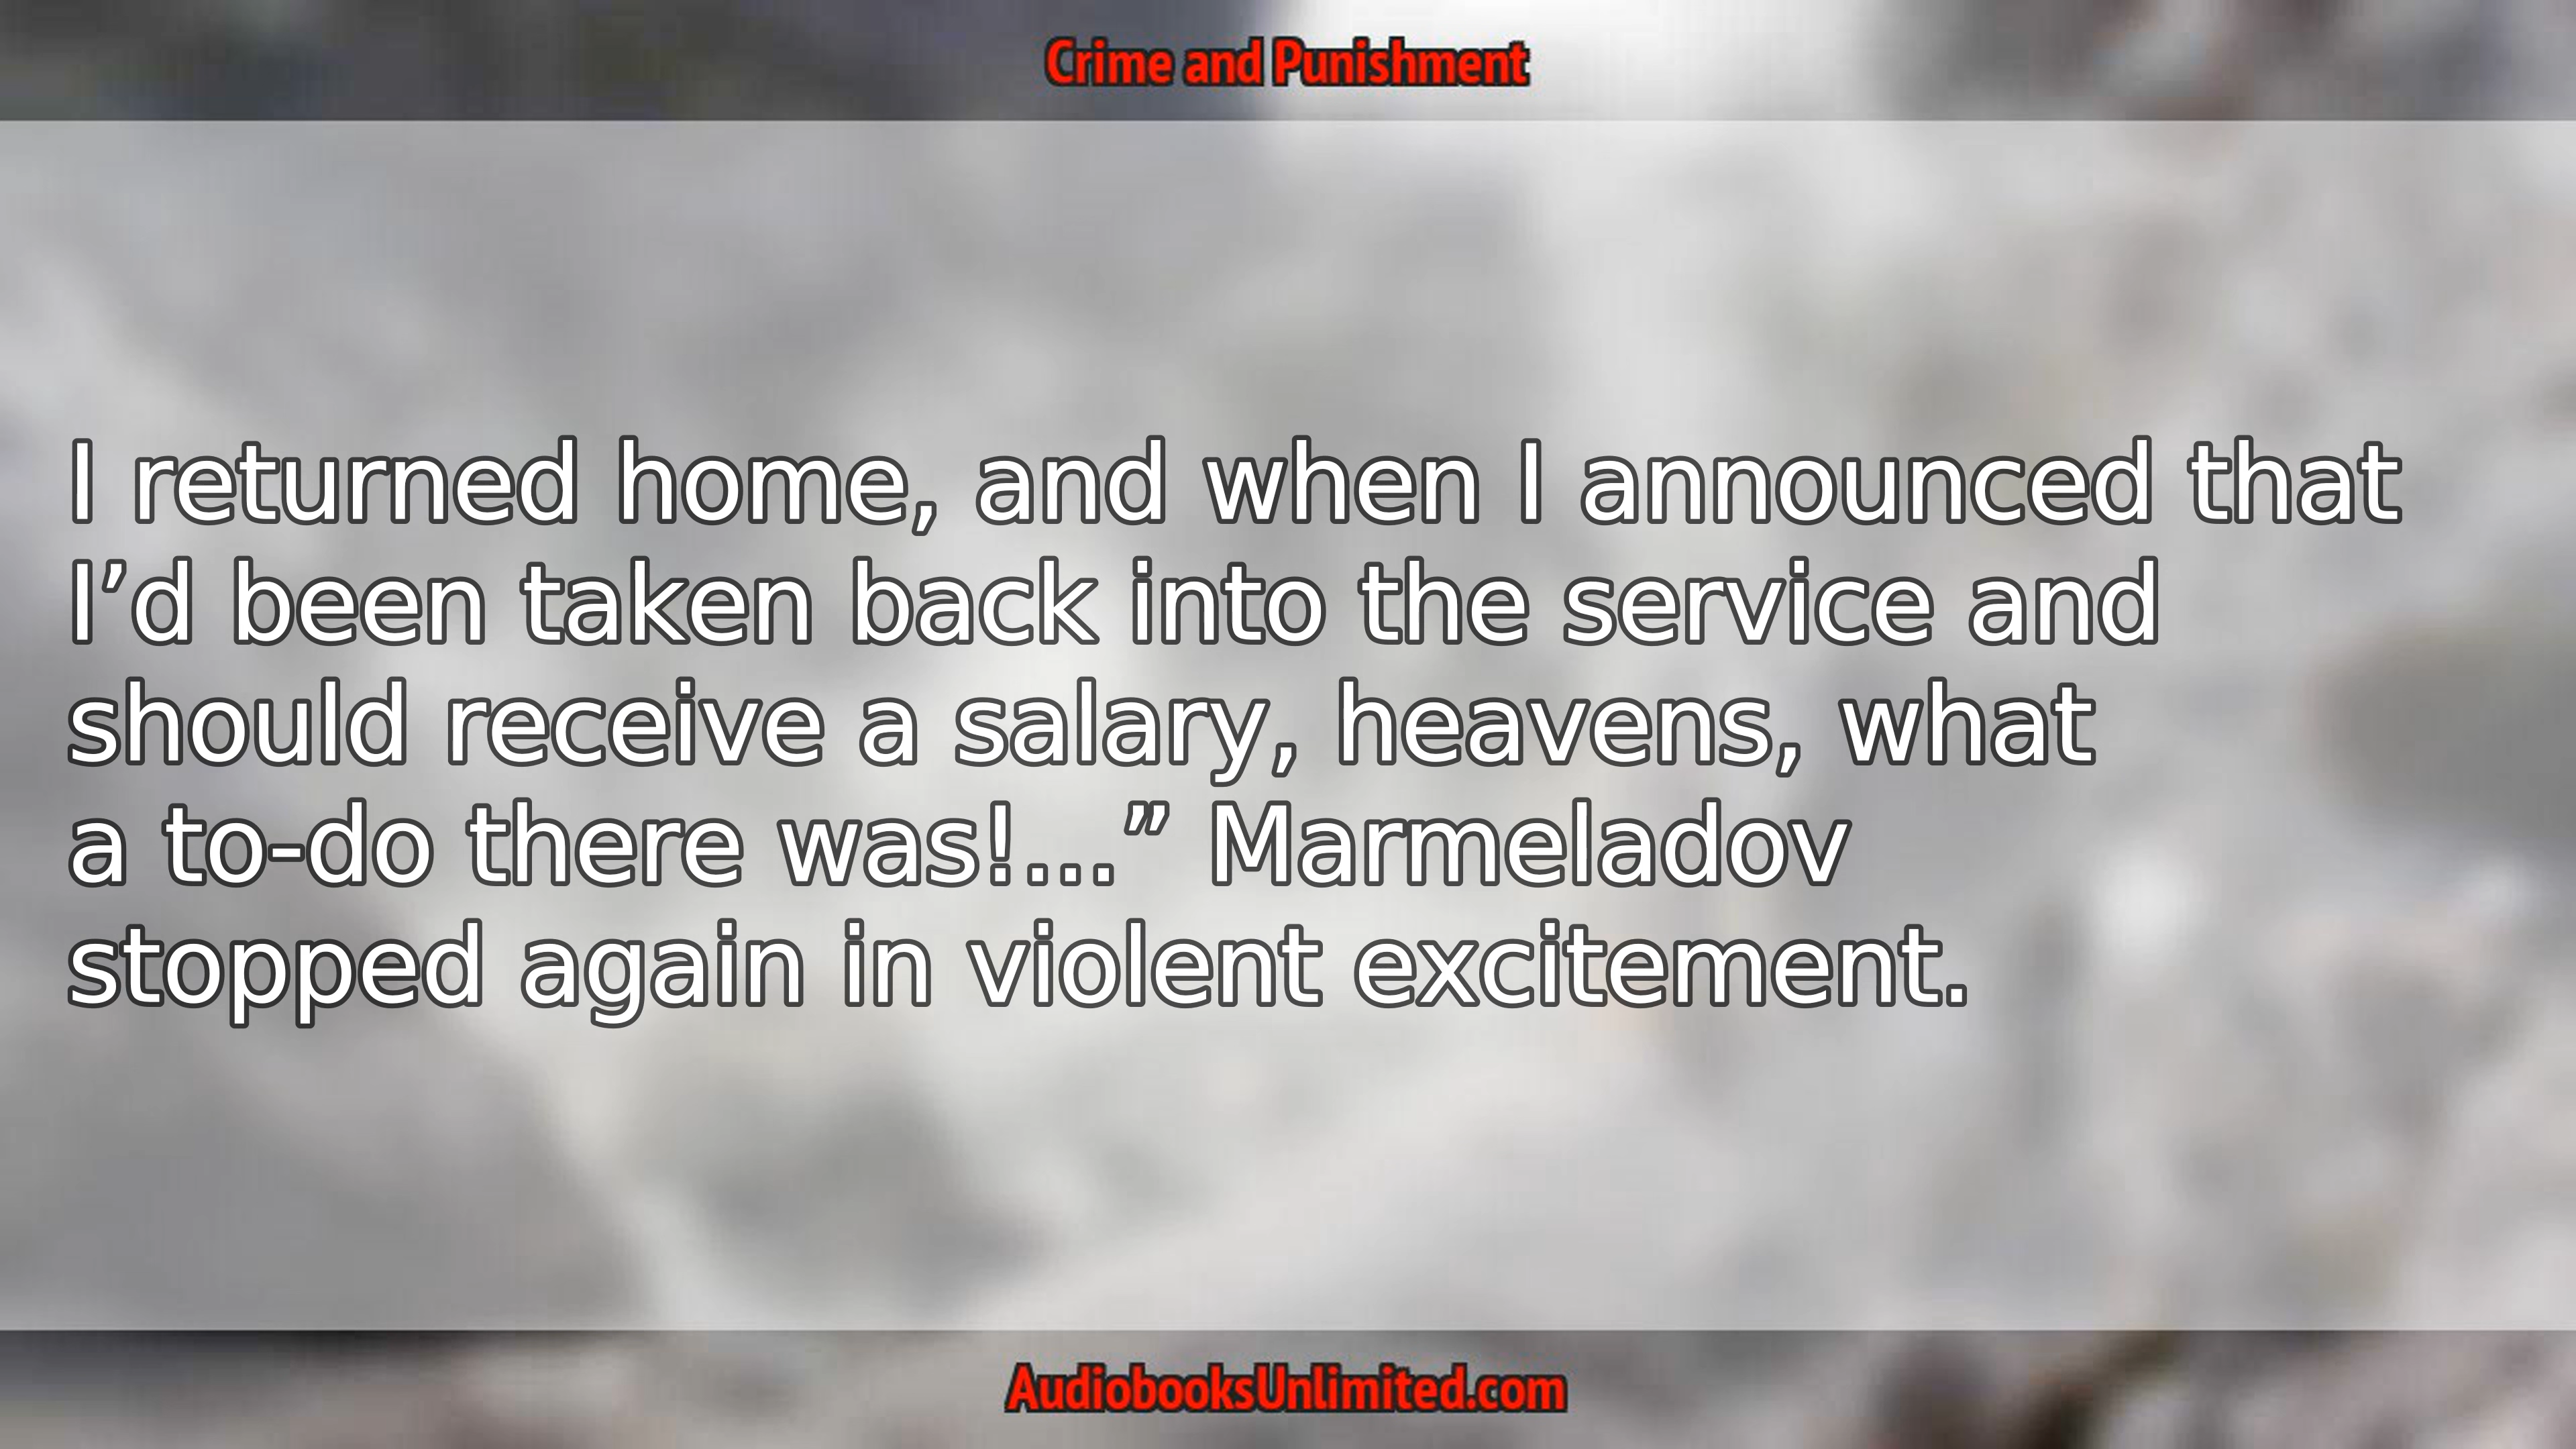 Crime and Punishment
I returned home, and when I announced that
I’d been taken back into the service and
should receive a salary, heavens, what
a to-do there was!...” Marmeladov
stopped again in violent excitement.
AudiobooksUnlimited.com